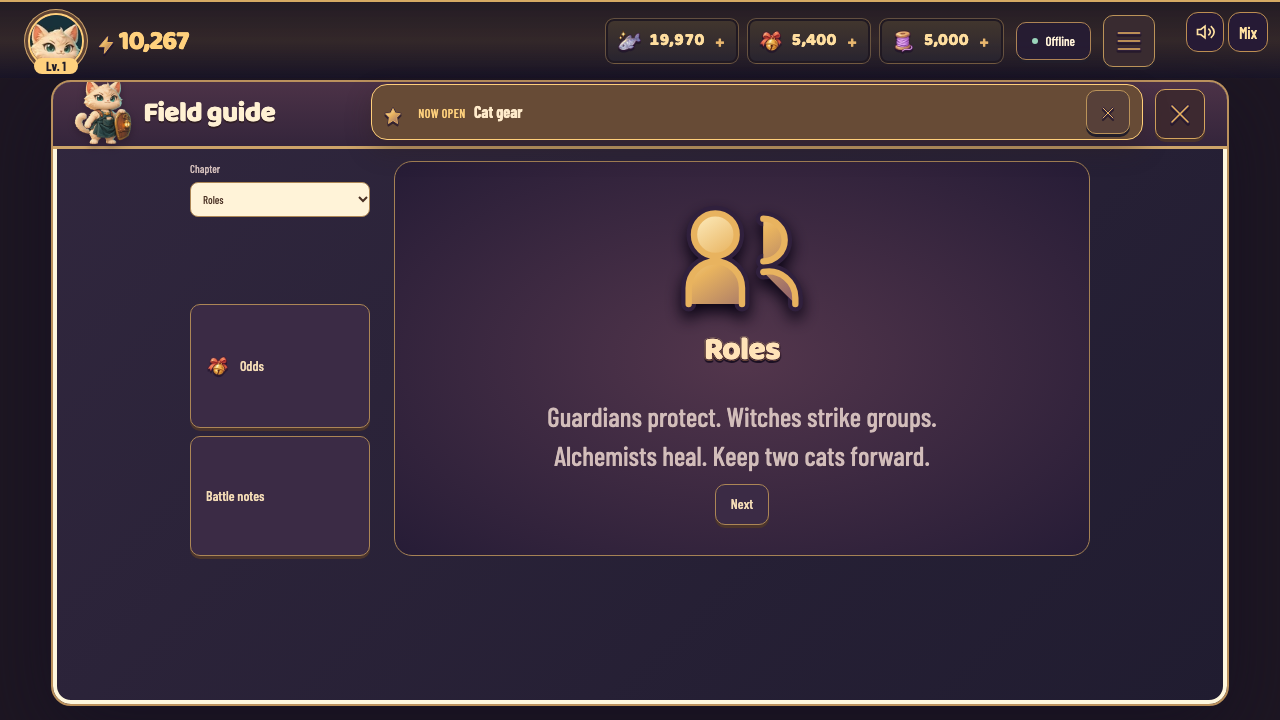 Lv. 1
10,267
19,970 +
5,400 +
5,000 +
Offline
Mix
Field guide
NOW OPEN Cat gear
Chapter
Roles
Odds
Battle notes
Roles
Guardians protect. Witches strike groups.
Alchemists heal. Keep two cats forward.
Next